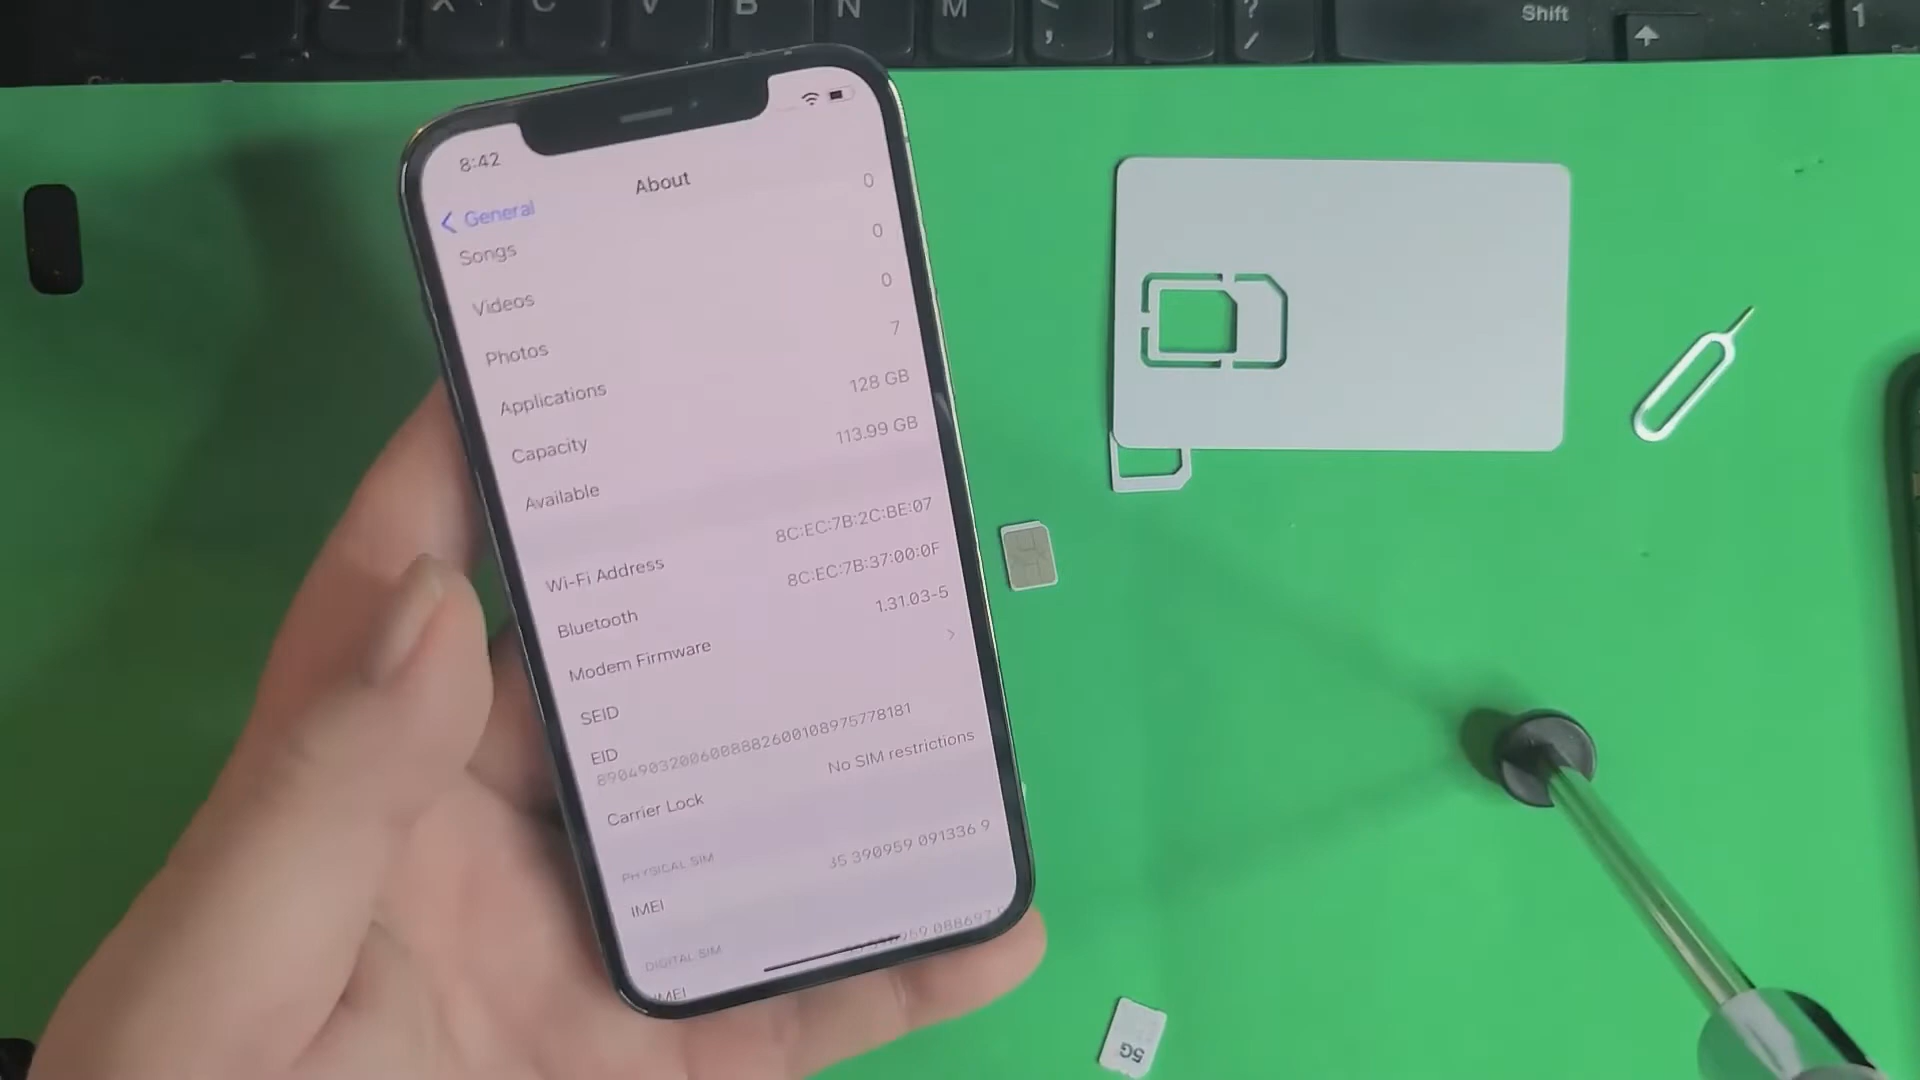 Z X C V B N M < > ? Shift 1
, . /
8:42
About
General
0
Songs 0
Videos 0
Photos 7
Applications 128 GB
Capacity 113.99 GB
Available
Wi-Fi Address 8C:EC:7B:2C:BE:07
Bluetooth 8C:EC:7B:37:00:0F
Modem Firmware 1.31.03-5
SEID
EID
89049032006008882600108975778181
Carrier Lock No SIM restrictions
PHYSICAL SIM
IMEI 35 390959 091336 9
DIGITAL SIM
IMEI
5G